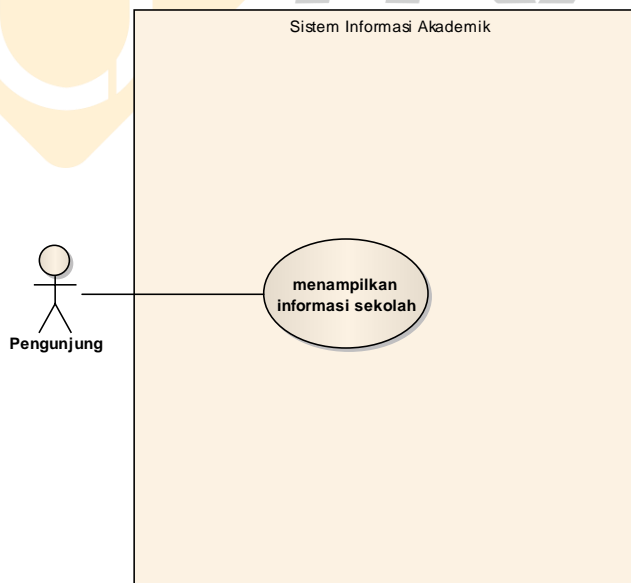 Sistem Informasi Akademik
menampilkan
informasi sekolah
Pengunjung